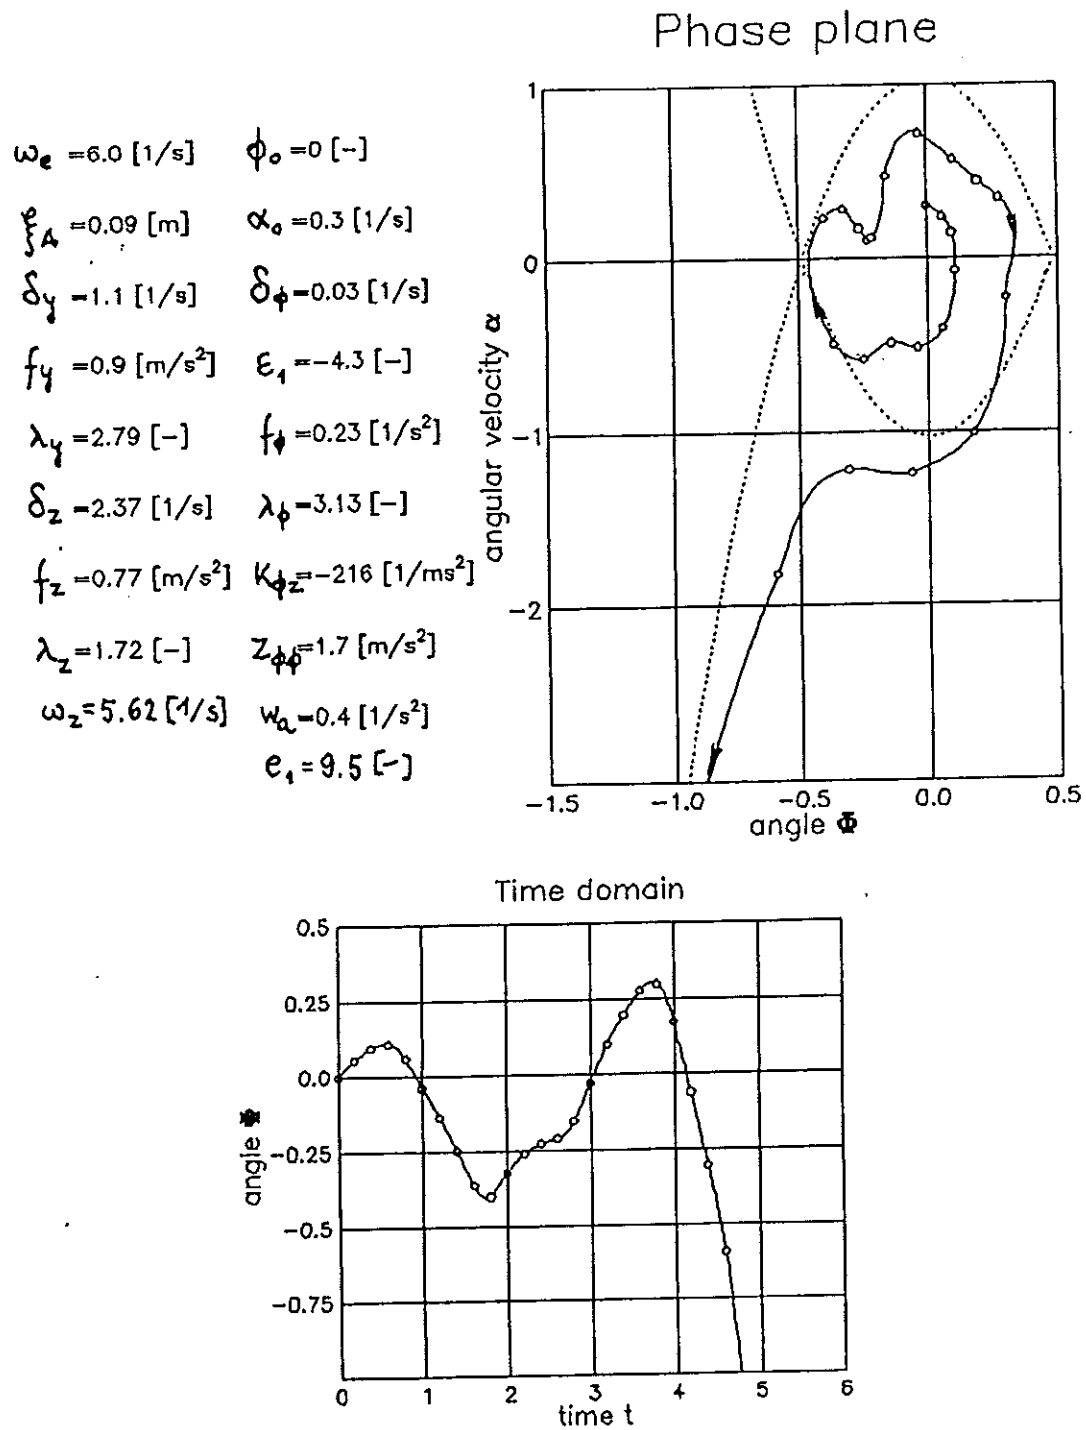 Phase plane
ωe =6.0 [1/s] ϕ₀ =0 [-]
ξA =0.09 [m] α₀ =0.3 [1/s]
δy =1.1 [1/s] δϕ =0.03 [1/s]
fy =0.9 [m/s²] ε₁ =-4.3 [-]
λy =2.79 [-] fϕ =0.23 [1/s²]
δz =2.37 [1/s] λϕ =3.13 [-]
fz =0.77 [m/s²] Kϕz =-216 [1/ms²]
λz =1.72 [-] Zϕϕ =1.7 [m/s²]
ωz = 5.62 [1/s] wa =0.4 [1/s²]
e₁ = 9.5 [-]
1
0
-1
-2
angular velocity α
-1.5 -1.0 -0.5 0.0 0.5
angle Φ
Time domain
0.5
0.25
0.0
-0.25
-0.5
-0.75
angle Φ
0 1 2 3 4 5 6
time t